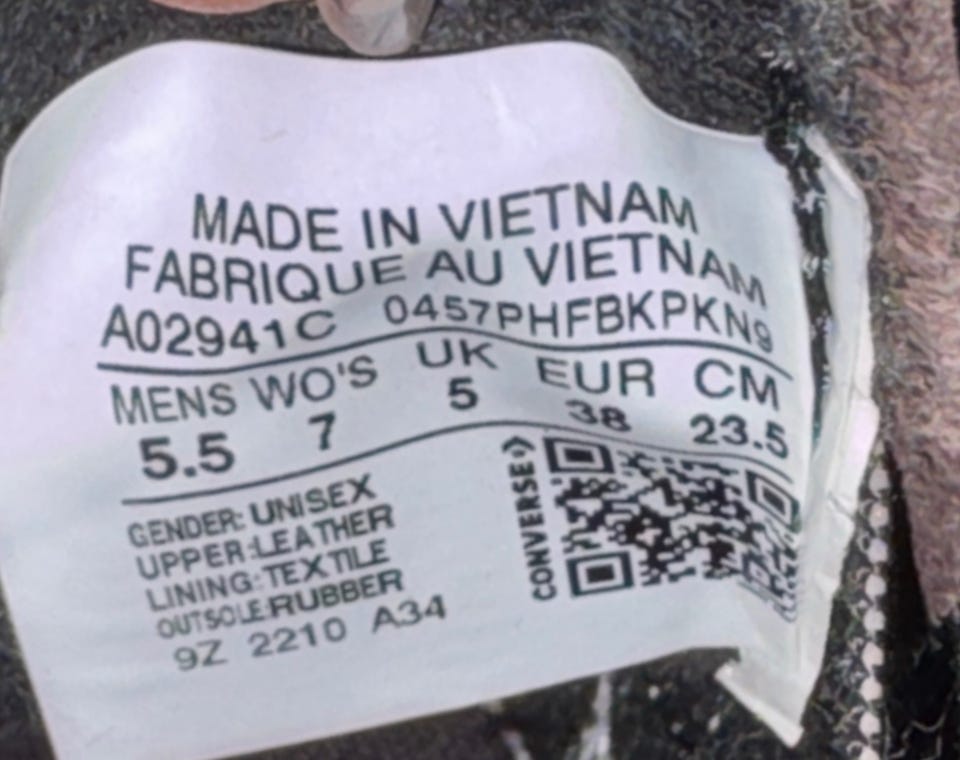 MADE IN VIETNAM
FABRIQUE AU VIETNAM
A02941C 0457PHFBKPKN9
MENS WO'S UK EUR CM
5.5 7 5 38 23.5
GENDER: UNISEX
UPPER:LEATHER
LINING:TEXTILE
OUTSOLE:RUBBER
9Z 2210 A34
CONVERSE